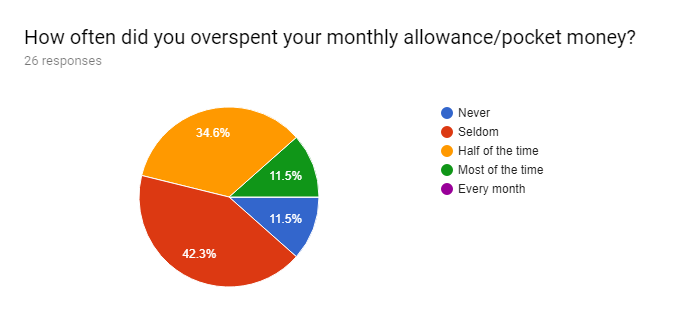 How often did you overspent your monthly allowance/pocket money?
26 responses
Never
Seldom
Half of the time
Most of the time
Every month
34.6%
11.5%
11.5%
42.3%